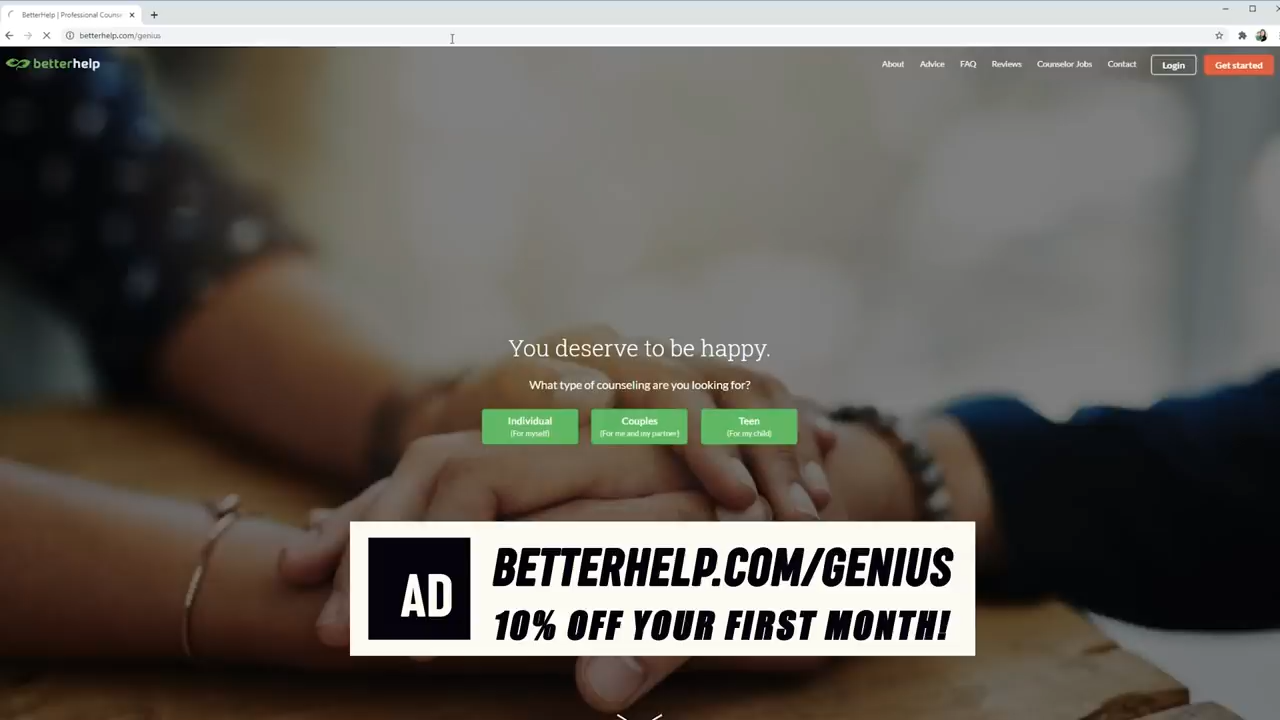 BetterHelp | Professional Couns
betterhelp.com/genius
betterhelp
About
Advice
FAQ
Reviews
Counselor Jobs
Contact
Login
Get started
You deserve to be happy.
What type of counseling are you looking for?
Individual
(For myself)
Couples
(For me and my partner)
Teen
(For my child)
AD
BETTERHELP.COM/GENIUS
10% OFF YOUR FIRST MONTH!